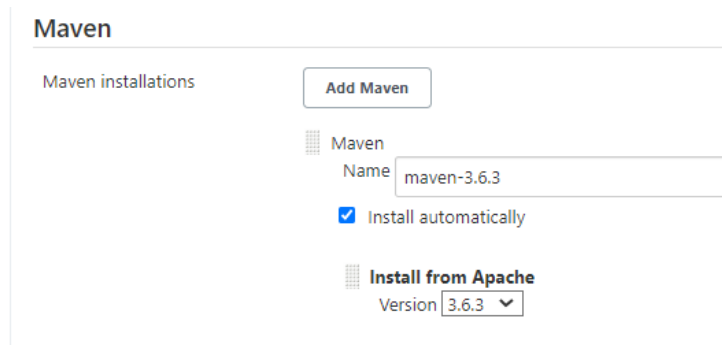 Maven
Maven installations
Add Maven
Maven
Name maven-3.6.3
Install automatically
Install from Apache
Version 3.6.3